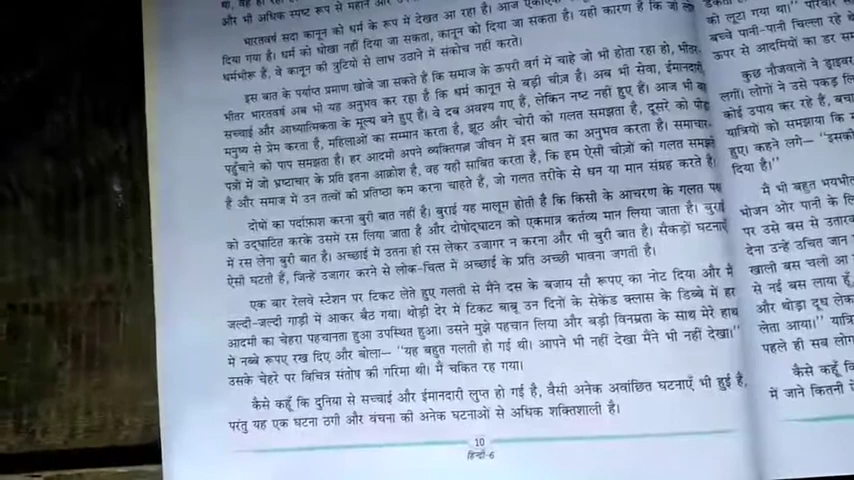 और भी अधिक स्पष्ट रूप से महान और
भारतवर्ष सदा कानून को धर्म के रूप में देखता आ रहा है। आज एकाएक
दिया गया है। धर्म को धोखा नहीं दिया जा सकता, कानून को दिया जा सकता है। यही कारण है कि जो
धर्मभीरु हैं, वे कानून की त्रुटियों से लाभ उठाने में संकोच नहीं करते।
इस बात के पर्याप्त प्रमाण खोजे जा सकते हैं कि समाज के ऊपरी वर्ग में चाहे जो भी होता रहा हो, भीतर-
भीतर भारतवर्ष अब भी यह अनुभव कर रहा है कि धर्म कानून से बड़ी चीज़ है। अब भी सेवा, ईमानदारी,
सच्चाई और आध्यात्मिकता के मूल्य बने हुए हैं। वे दब अवश्य गए हैं, लेकिन नष्ट नहीं हुए हैं। आज भी वह
मनुष्य से प्रेम करता है, महिलाओं का सम्मान करता है, झूठ और चोरी को गलत समझता है, दूसरे को पीड़ा
पहुँचाने को पाप समझता है। हर आदमी अपने व्यक्तिगत जीवन में इस बात का अनुभव करता है। समाचार-
पत्रों में जो भ्रष्टाचार के प्रति इतना आक्रोश है, वह यही साबित करता है, कि हम ऐसी चीज़ों को गलत समझते
हैं और समाज में उन तत्वों की प्रतिष्ठा कम करना चाहते हैं, जो गलत तरीके से धन या मान संग्रह करते हैं।
दोषों का पर्दाफ़ाश करना बुरी बात नहीं है। बुराई यह मालूम होती है कि किसी के आचरण के गलत पक्ष
को उद्घाटित करके उसमें रस लिया जाता है और दोषोद्घाटन को एकमात्र कर्तव्य मान लिया जाता है। बुराई
में रस लेना बुरी बात है। अच्छाई में उतना ही रस लेकर उजागर न करना और भी बुरी बात है। सैकड़ों घटनाएँ
ऐसी घटती हैं, जिन्हें उजागर करने से लोक-चित्त में अच्छाई के प्रति अच्छी भावना जगती है।
एक बार रेलवे स्टेशन पर टिकट लेते हुए गलती से मैंने दस के बजाय सौ रूपए का नोट दिया और मैं
जल्दी-जल्दी गाड़ी में आकर बैठ गया। थोड़ी देर में टिकट बाबू उन दिनों के सेकेंड क्लास के डिब्बे में हर
आदमी का चेहरा पहचानता हुआ उपस्थित हुआ। उसने मुझे पहचान लिया और बड़ी विनम्रता के साथ मेरे हाथ
में नब्बे रूपए रख दिए और बोला– "यह बहुत गलती हो गई थी। आपने भी नहीं देखा मैंने भी नहीं देखा।"
उसके चेहरे पर विचित्र संतोष की गरिमा थी। मैं चकित रह गया।
कैसे कहूँ कि दुनिया से सच्चाई और ईमानदारी लुप्त हो गई है, वैसी अनेक अवांछित घटनाएँ भी हुई हैं,
परंतु यह एक घटना ठगी और वंचना की अनेक घटनाओं से अधिक शक्तिशाली है।
10
हिन्दी-6
को लूटा गया था।"
बच्चे पानी-पानी चिल्ला रहे
ऊपर से आदमियों का डर
कुछ नौजवानों ने ड्राइवर
लगी। लोगों ने उसे पकड़
कोई उपाय कर रहे हैं, बचा
यात्रियों को समझाया कि
हुए। कहने लगे– "इसको
दिया है।"
मैं भी बहुत भयभीत
भोजन और पानी के
पर उसे बस से उतार
देना उन्हें उचित जान
खाली बस चली आ
से नई बस लाया
और थोड़ा दूध
लेता आया।"
पहले ही सब लोग
कैसे कहूँ
में जाने कितनी